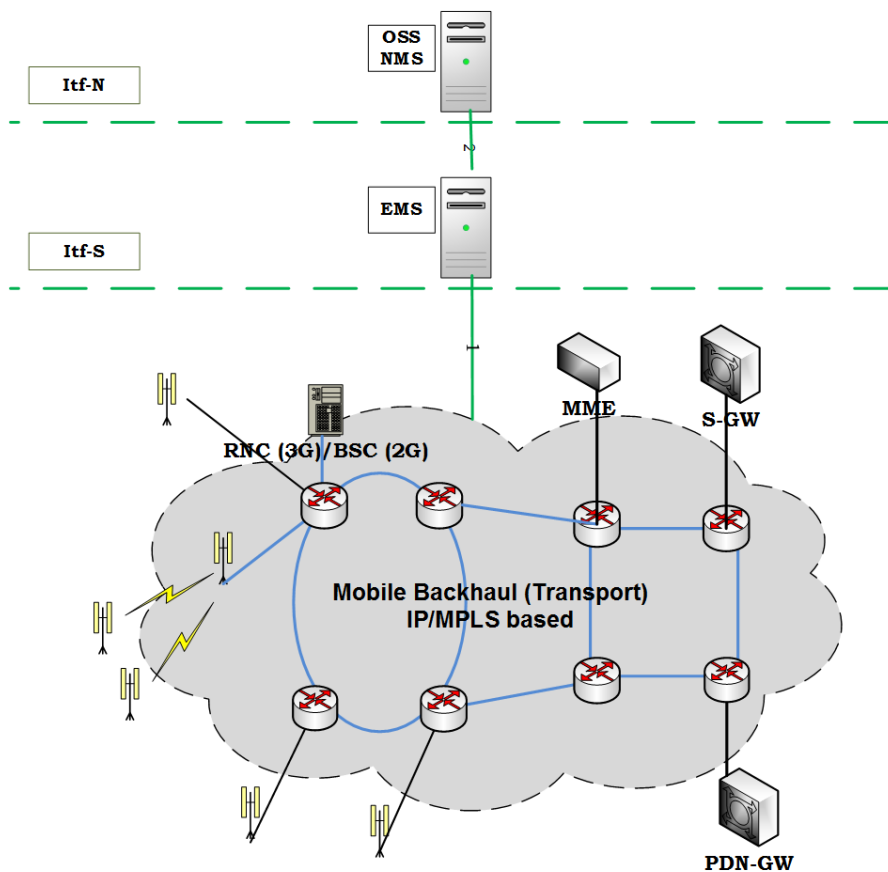 OSS
NMS
Itf-N
2
EMS
Itf-S
1
MME
S-GW
RNC (3G)/BSC (2G)
Mobile Backhaul (Transport)
IP/MPLS based
PDN-GW